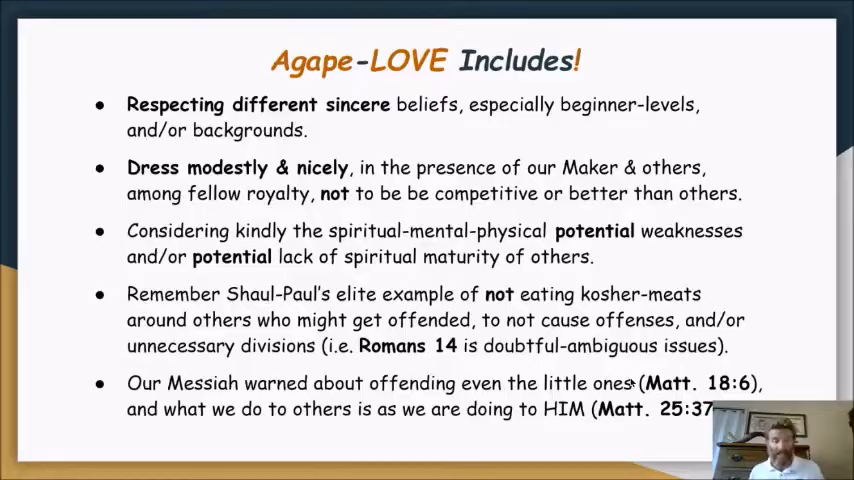 Agape-LOVE Includes!
● Respecting different sincere beliefs, especially beginner-levels,
and/or backgrounds.
● Dress modestly & nicely, in the presence of our Maker & others,
among fellow royalty, not to be be competitive or better than others.
● Considering kindly the spiritual-mental-physical potential weaknesses
and/or potential lack of spiritual maturity of others.
● Remember Shaul-Paul's elite example of not eating kosher-meats
around others who might get offended, to not cause offenses, and/or
unnecessary divisions (i.e. Romans 14 is doubtful-ambiguous issues).
● Our Messiah warned about offending even the little ones (Matt. 18:6),
and what we do to others is as we are doing to HIM (Matt. 25:37